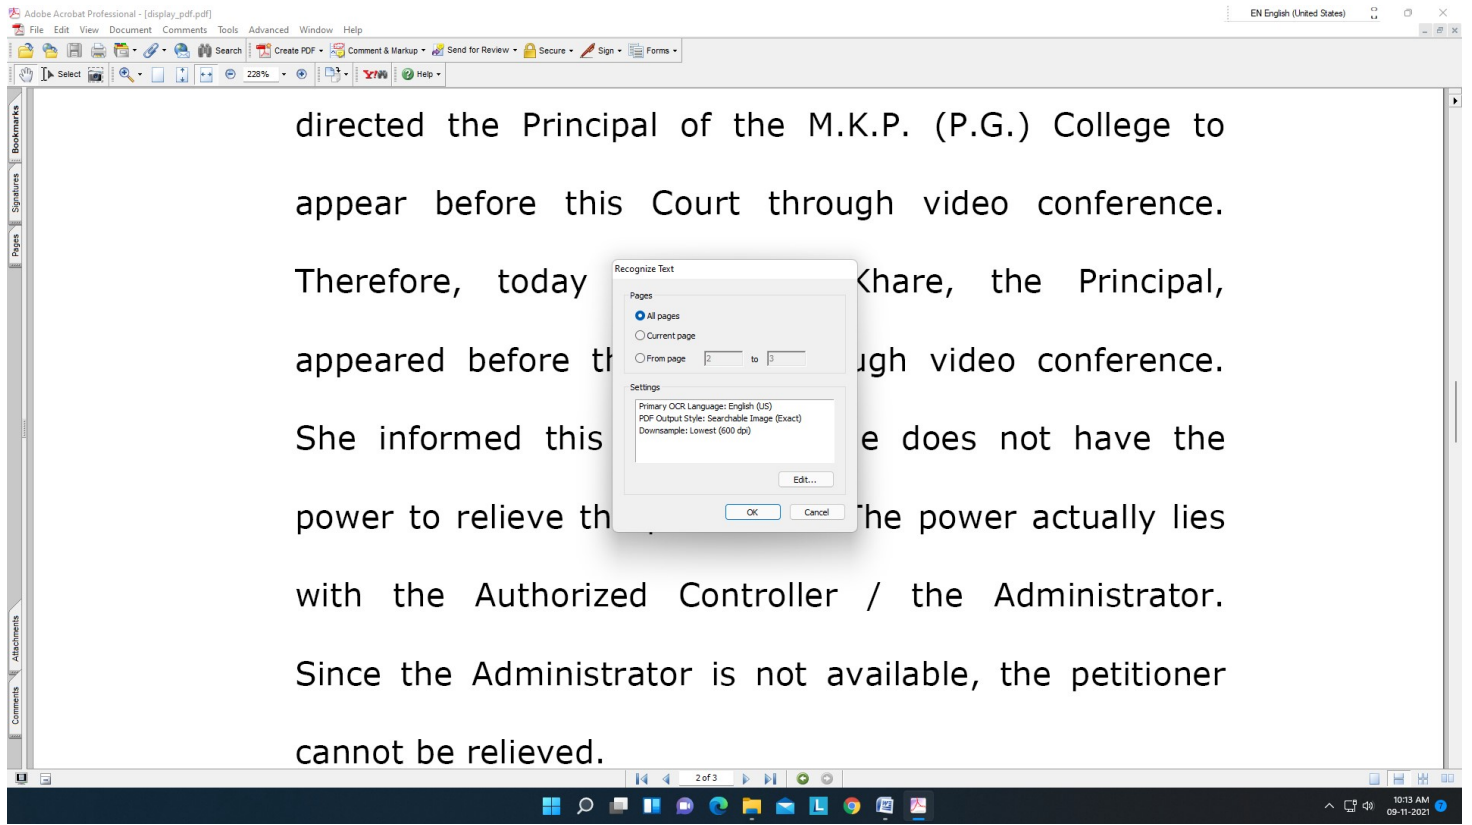 Adobe Acrobat Professional - [display_pdf.pdf]
EN English (United States)
File Edit View Document Comments Tools Advanced Window Help
Search Create PDF Comment & Markup Send for Review Secure Sign Forms
Select 228% Y!N Help
Bookmarks
Signatures
Pages
Attachments
Comments
directed the Principal of the M.K.P. (P.G.) College to
appear before this Court through video conference.
Therefore, today Khare, the Principal,
appeared before th ugh video conference.
She informed this e does not have the
power to relieve th The power actually lies
with the Authorized Controller / the Administrator.
Since the Administrator is not available, the petitioner
cannot be relieved.
Recognize Text
Pages
All pages
Current page
From page 2 to 3
Settings
Primary OCR Language: English (US)
PDF Output Style: Searchable Image (Exact)
Downsample: Lowest (600 dpi)
Edit...
OK Cancel
2 of 3
L W
10:13 AM
09-11-2021